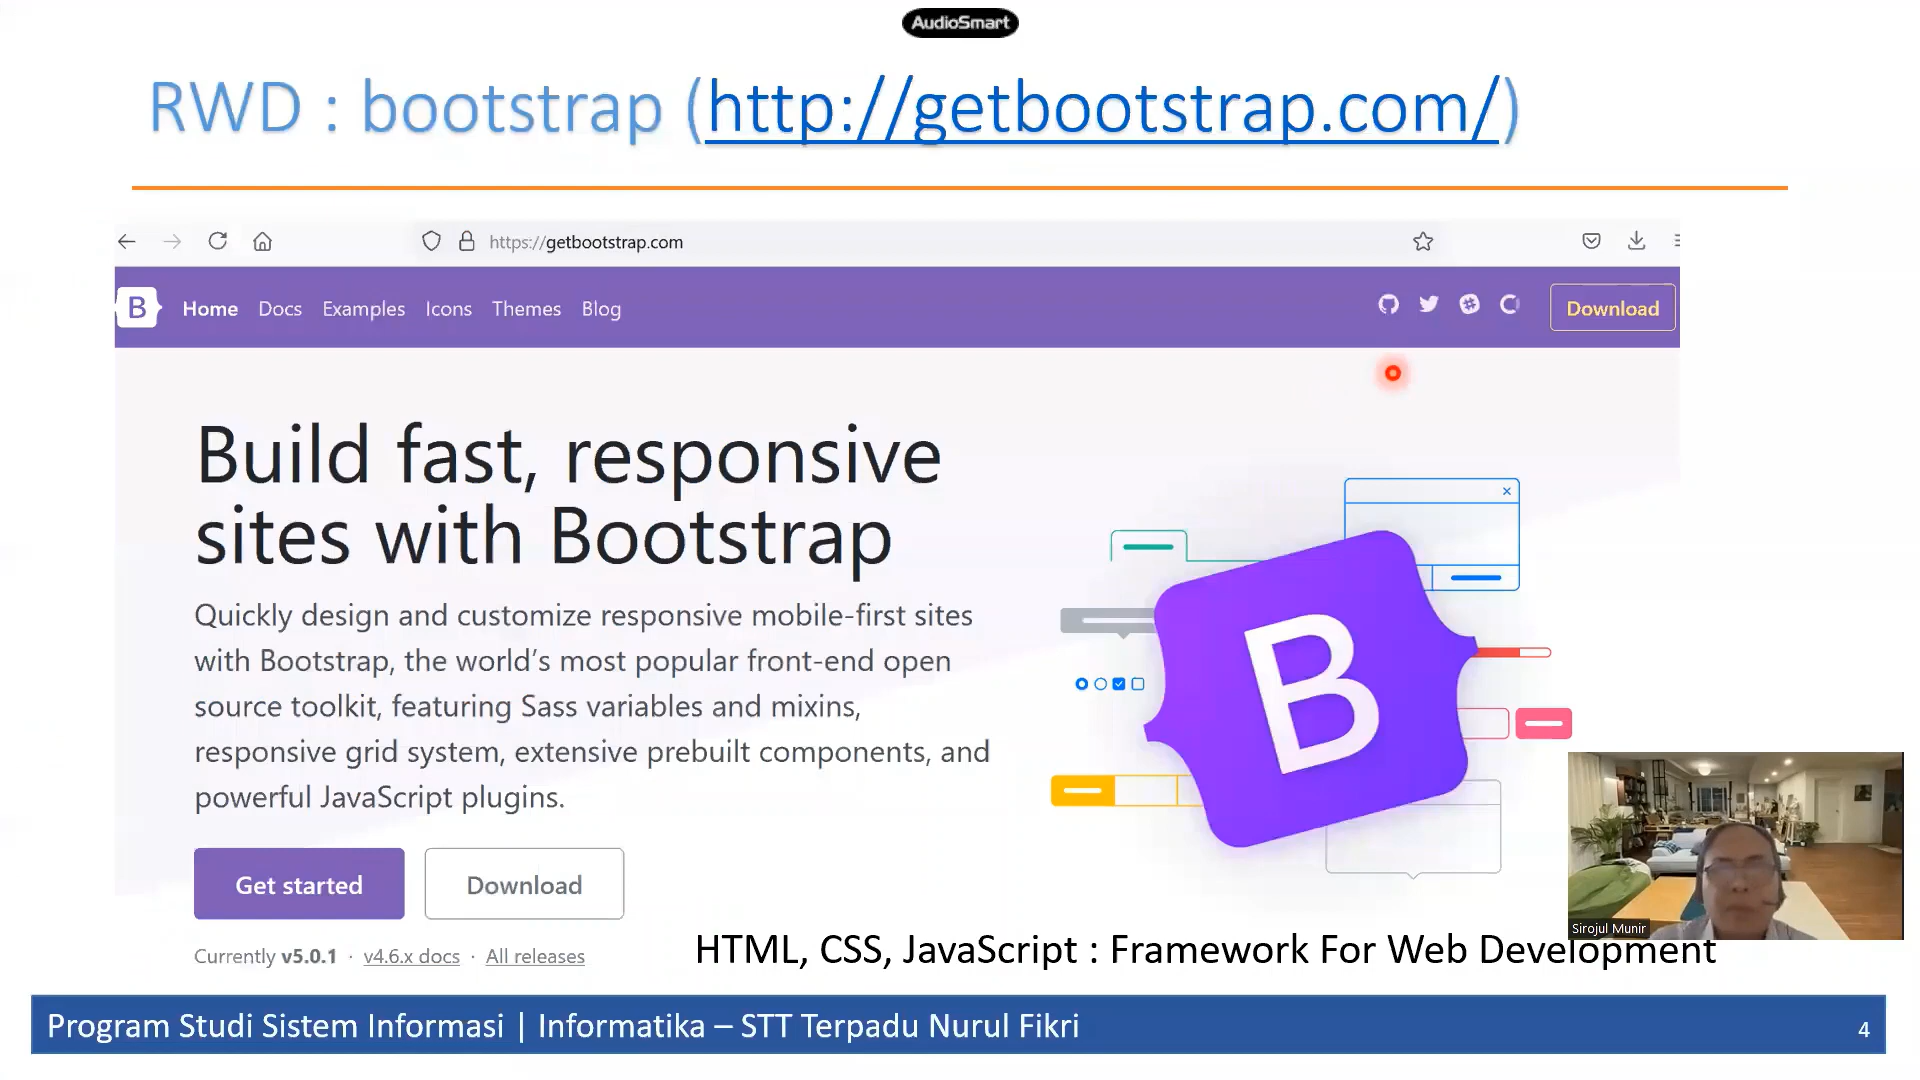 AudioSmart
RWD : bootstrap (http://getbootstrap.com/)
https://getbootstrap.com
B Home Docs Examples Icons Themes Blog Download
Build fast, responsive
sites with Bootstrap
Quickly design and customize responsive mobile-first sites
with Bootstrap, the world’s most popular front-end open
source toolkit, featuring Sass variables and mixins,
responsive grid system, extensive prebuilt components, and
powerful JavaScript plugins.
B
Get started Download
Currently v5.0.1 · v4.6.x docs · All releases
Sirojul Munir
HTML, CSS, JavaScript : Framework For Web Development
Program Studi Sistem Informasi | Informatika – STT Terpadu Nurul Fikri
4